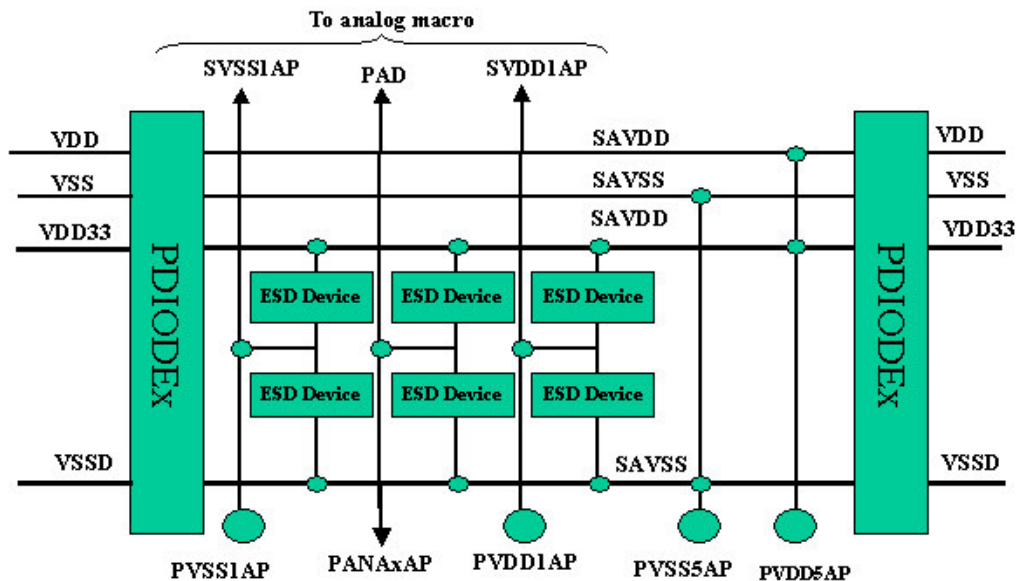 To analog macro
SVSS1AP PAD SVDD1AP
VDD SAVDD VDD
VSS SAVSS VSS
VDD33 SAVDD VDD33
PDIODEx
PDIODEx
ESD Device ESD Device ESD Device
ESD Device ESD Device ESD Device
VSSD SAVSS VSSD
PVSS1AP PANAxAP PVDD1AP PVSS5AP PVDD5AP